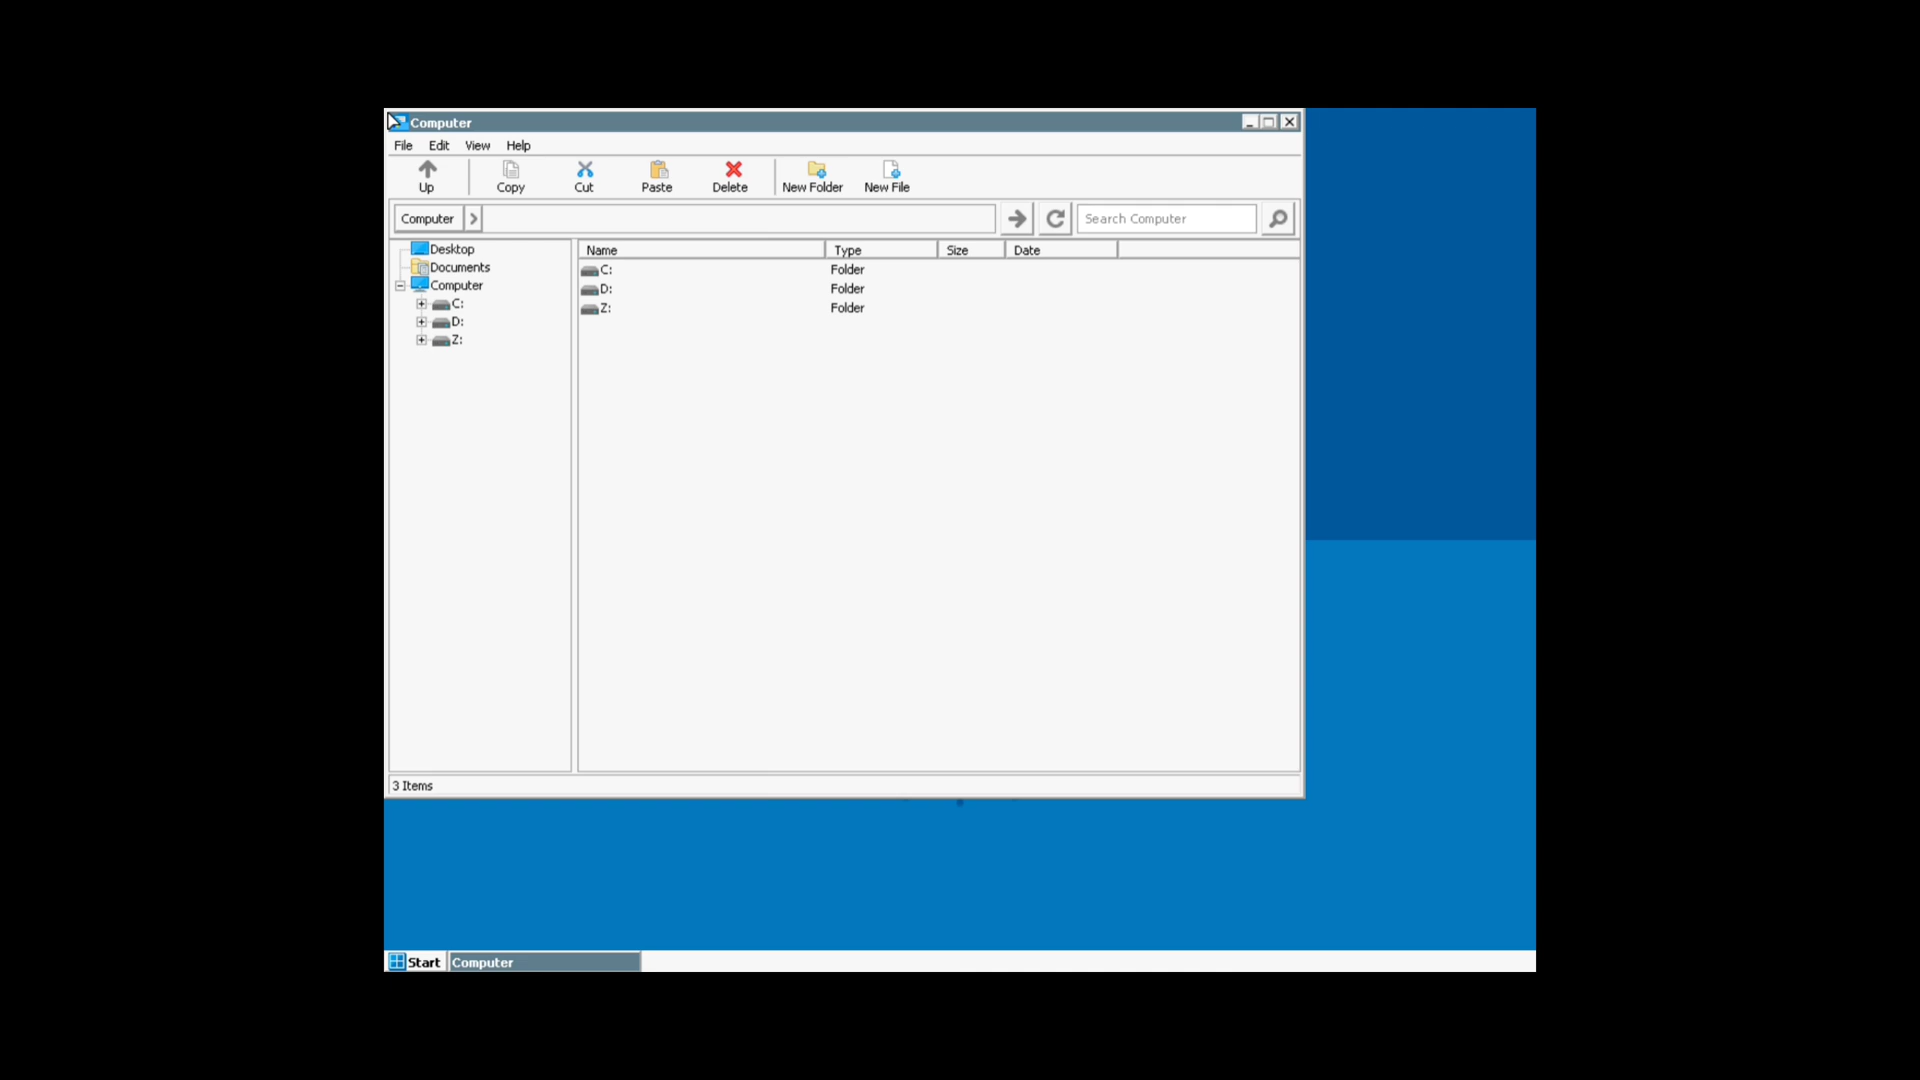 Computer
File Edit View Help
Up Copy Cut Paste Delete New Folder New File
Computer Search Computer
Desktop
Documents
Computer
C:
D:
Z:
Name Type Size Date
C: Folder
D: Folder
Z: Folder
3 Items
Start Computer